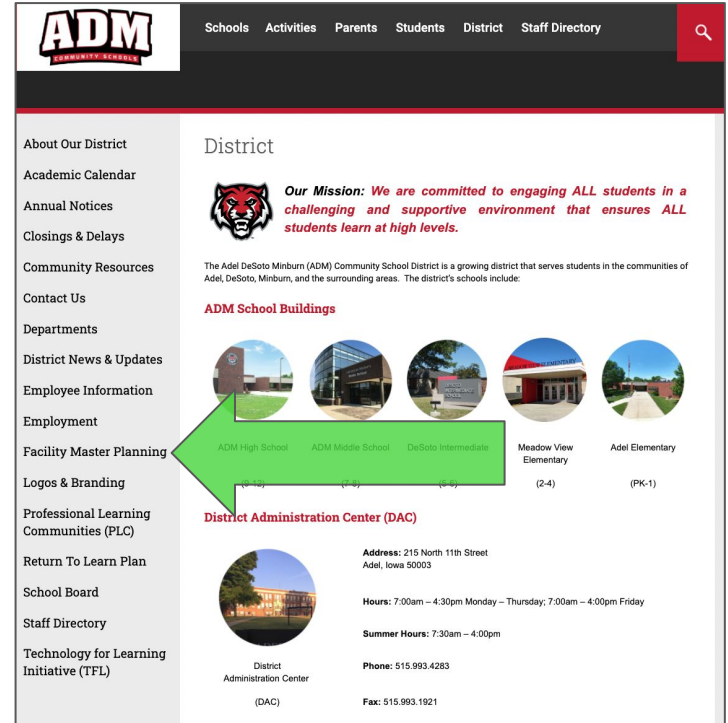 ADM
COMMUNITY SCHOOLS
Schools Activities Parents Students District Staff Directory
About Our District
Academic Calendar
Annual Notices
Closings & Delays
Community Resources
Contact Us
Departments
District News & Updates
Employee Information
Employment
Facility Master Planning
Logos & Branding
Professional Learning
Communities (PLC)
Return To Learn Plan
School Board
Staff Directory
Technology for Learning
Initiative (TFL)
District
Our Mission: We are committed to engaging ALL students in a
challenging and supportive environment that ensures ALL
students learn at high levels.
The Adel DeSoto Minburn (ADM) Community School District is a growing district that serves students in the communities of
Adel, DeSoto, Minburn, and the surrounding areas. The district's schools include:
ADM School Buildings
ADM High School
(9-12)
ADM Middle School
(7-8)
DeSoto Intermediate
(5-6)
Meadow View
Elementary
(2-4)
Adel Elementary
(PK-1)
District Administration Center (DAC)
District
Administration Center
(DAC)
Address: 215 North 11th Street
Adel, Iowa 50003
Hours: 7:00am – 4:30pm Monday – Thursday; 7:00am – 4:00pm Friday
Summer Hours: 7:30am – 4:00pm
Phone: 515.993.4283
Fax: 515.993.1921